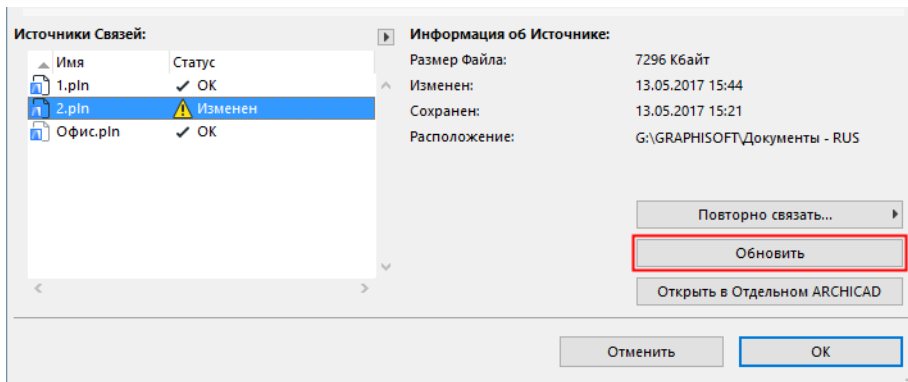 Источники Связей:
Имя Статус
1.pln OK
2.pln Изменен
Офис.pln OK
Информация об Источнике:
Размер Файла: 7296 Кбайт
Изменен: 13.05.2017 15:44
Сохранен: 13.05.2017 15:21
Расположение: G:\GRAPHISOFT\Документы - RUS
Повторно связать...
Обновить
Открыть в Отдельном ARCHICAD
Отменить OK